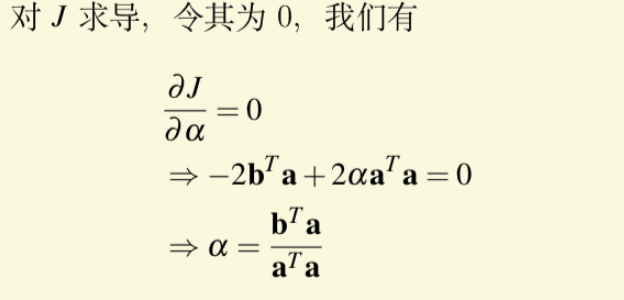 对 J 求导，令其为 0，我们有
∂J/∂α = 0
⇒ −2bᵀa + 2αaᵀa = 0
⇒ α = bᵀa / aᵀa